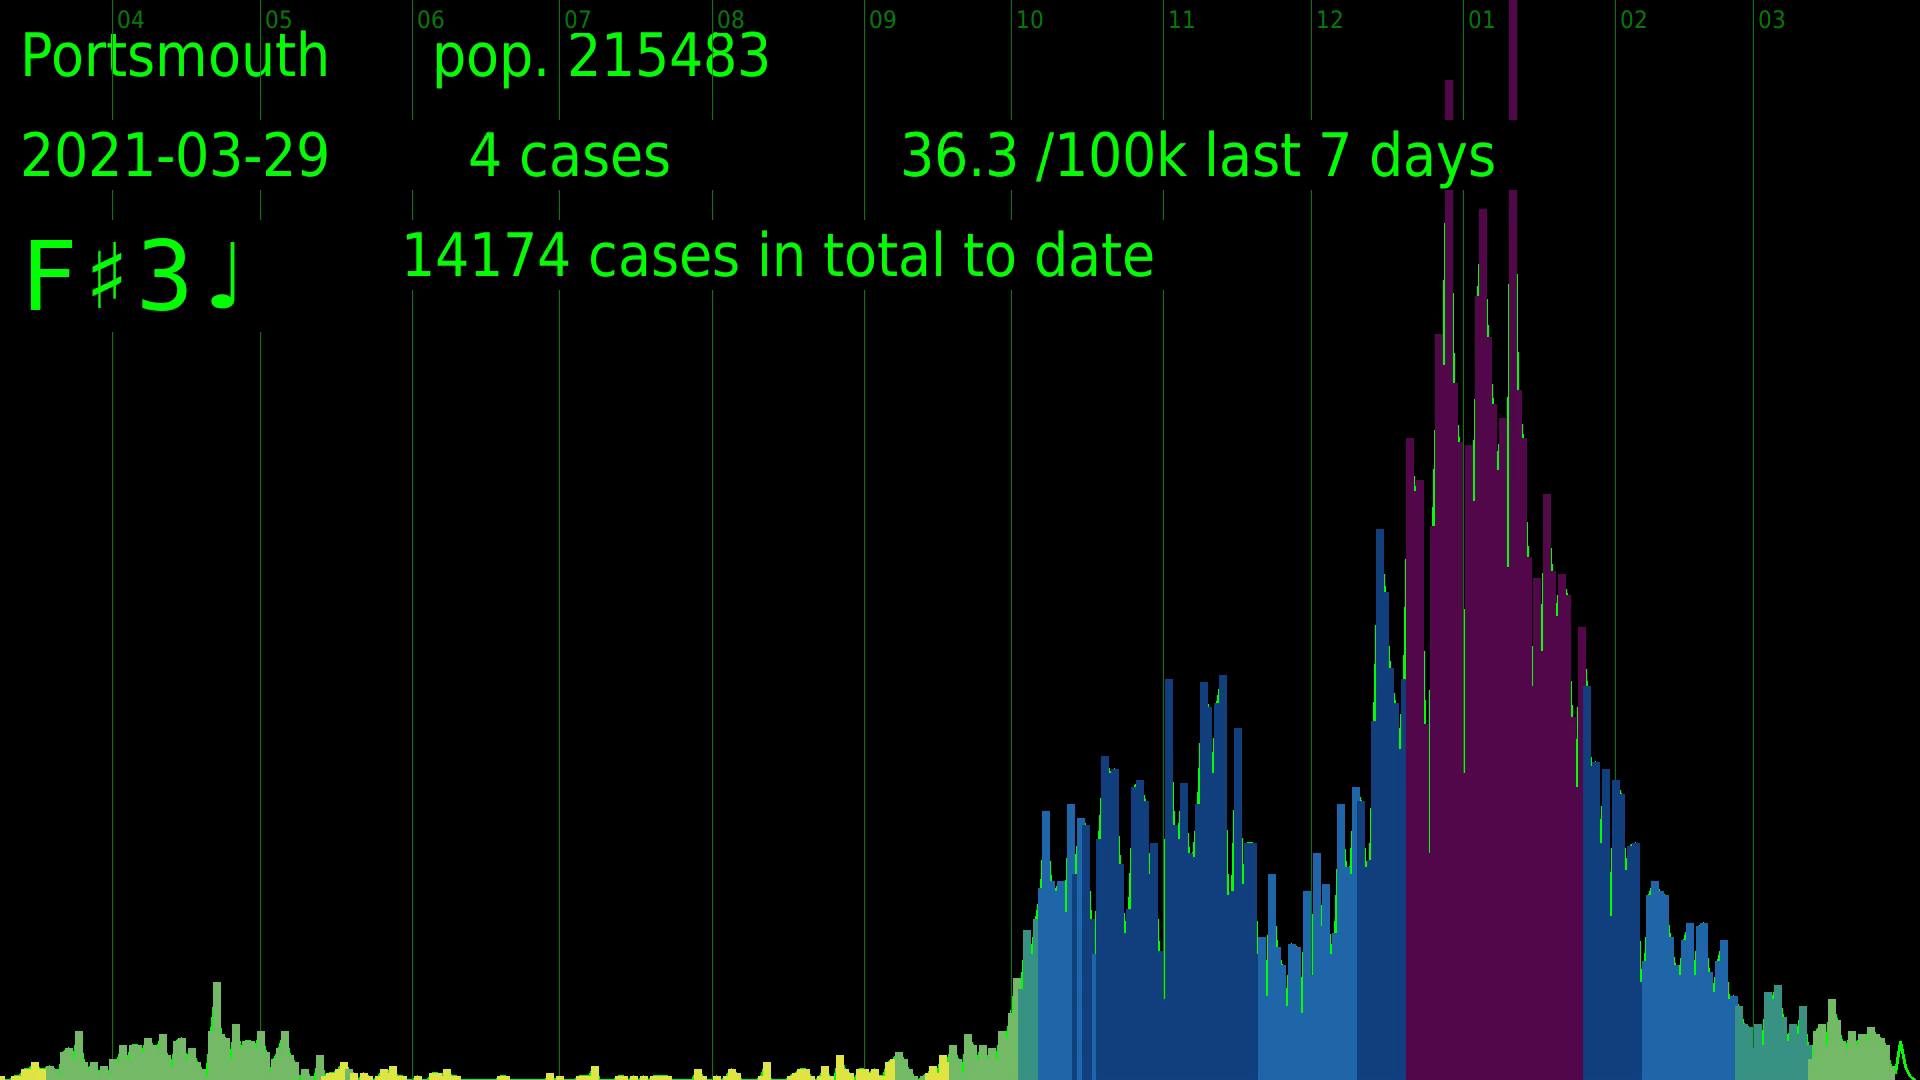 04 05 06 07 08 09 10 11 12 01 02 03
Portsmouth pop. 215483
2021-03-29 4 cases 36.3 /100k last 7 days
F♯3♩ 14174 cases in total to date